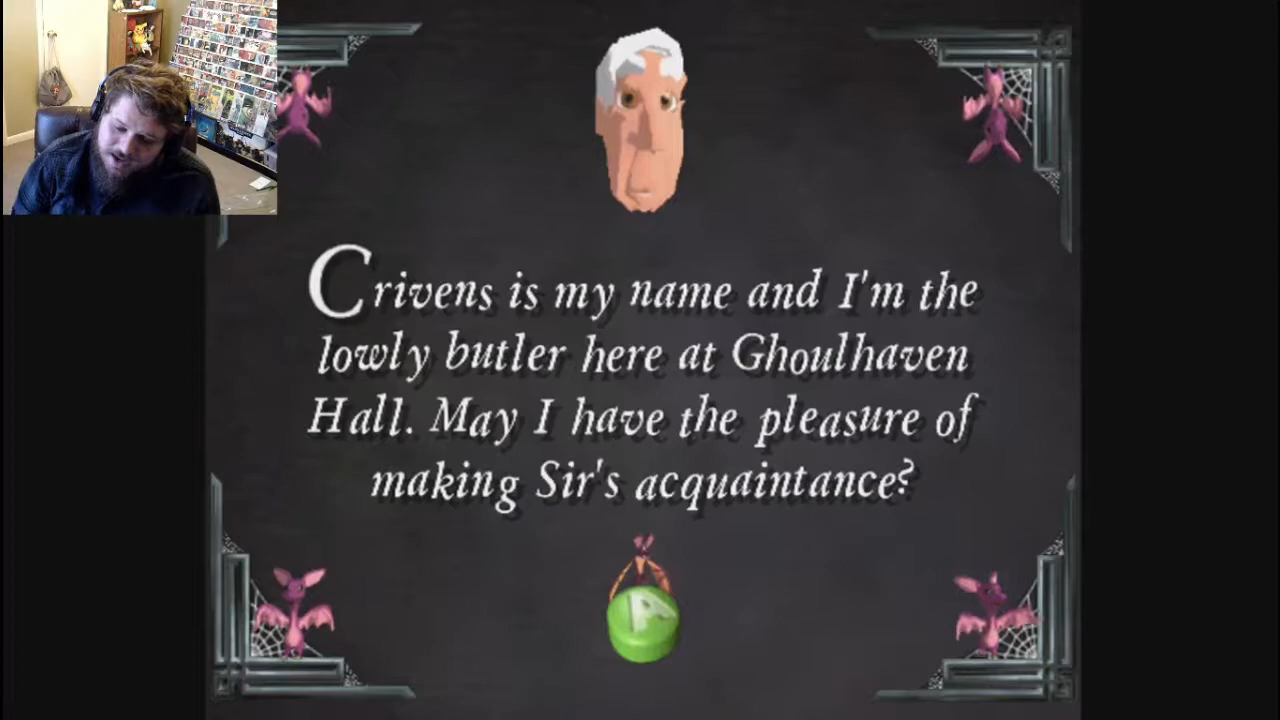 Crivens is my name and I'm the
lowly butler here at Ghoulhaven
Hall. May I have the pleasure of
making Sir's acquaintance?
A